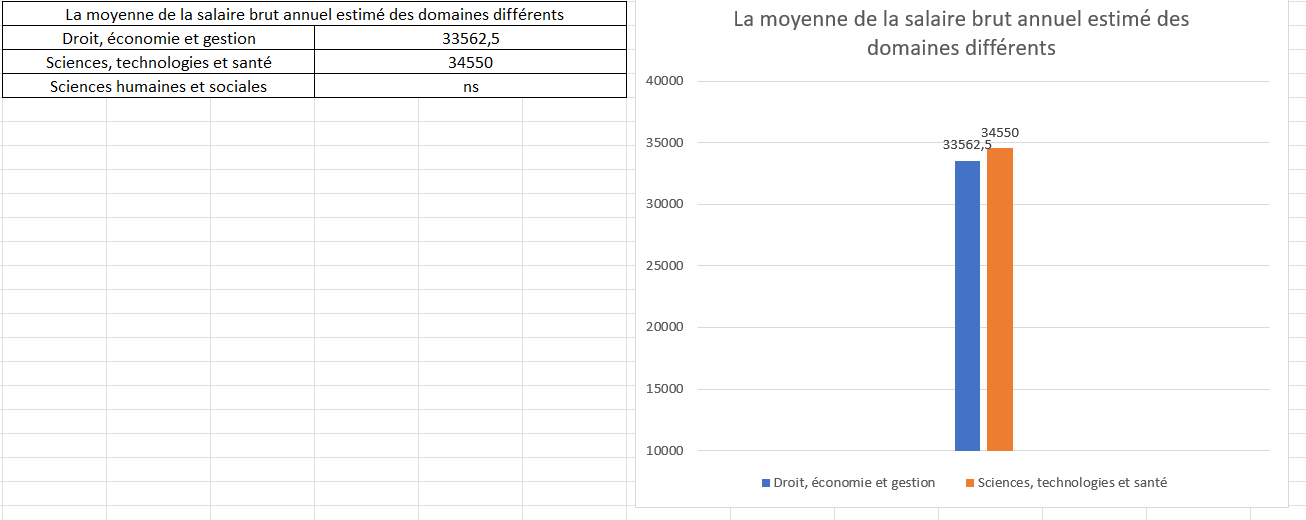 La moyenne de la salaire brut annuel estimé des domaines différents
Droit, économie et gestion 33562,5
Sciences, technologies et santé 34550
Sciences humaines et sociales ns
La moyenne de la salaire brut annuel estimé des
domaines différents
40000
35000
30000
25000
20000
15000
10000
33562,5
34550
Droit, économie et gestion
Sciences, technologies et santé